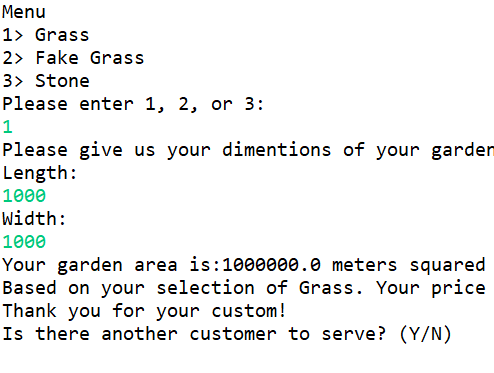 Menu
1> Grass
2> Fake Grass
3> Stone
Please enter 1, 2, or 3:
1
Please give us your dimentions of your garden
Length:
1000
Width:
1000
Your garden area is:1000000.0 meters squared
Based on your selection of Grass. Your price
Thank you for your custom!
Is there another customer to serve? (Y/N)